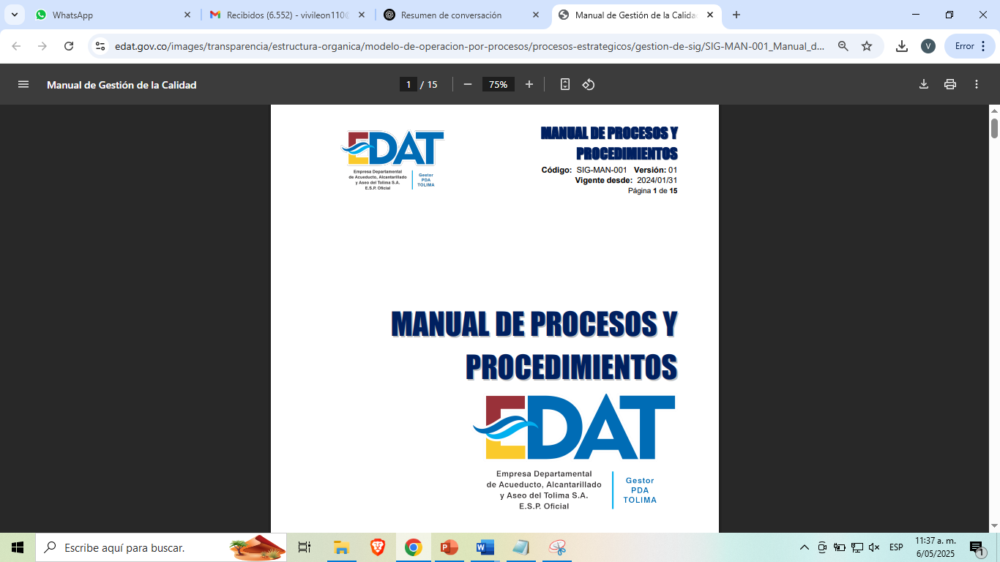 WhatsApp
Recibidos (6.552) - vivileon110@
Resumen de conversación
Manual de Gestión de la Calidad
edat.gov.co/images/transparencia/estructura-organica/modelo-de-operacion-por-procesos/procesos-estrategicos/gestion-de-sig/SIG-MAN-001_Manual_d...
V
Error
Manual de Gestión de la Calidad
1 / 15
75%
EDAT
Empresa Departamental
de Acueducto, Alcantarillado
y Aseo del Tolima S.A.
E.S.P. Oficial
Gestor
PDA
TOLIMA
MANUAL DE PROCESOS Y
PROCEDIMIENTOS
Código: SIG-MAN-001 Versión: 01
Vigente desde: 2024/01/31
Página 1 de 15
MANUAL DE PROCESOS Y
PROCEDIMIENTOS
EDAT
Empresa Departamental
de Acueducto, Alcantarillado
y Aseo del Tolima S.A.
E.S.P. Oficial
Gestor
PDA
TOLIMA
Escribe aquí para buscar.
ESP
11:37 a. m.
6/05/2025
1